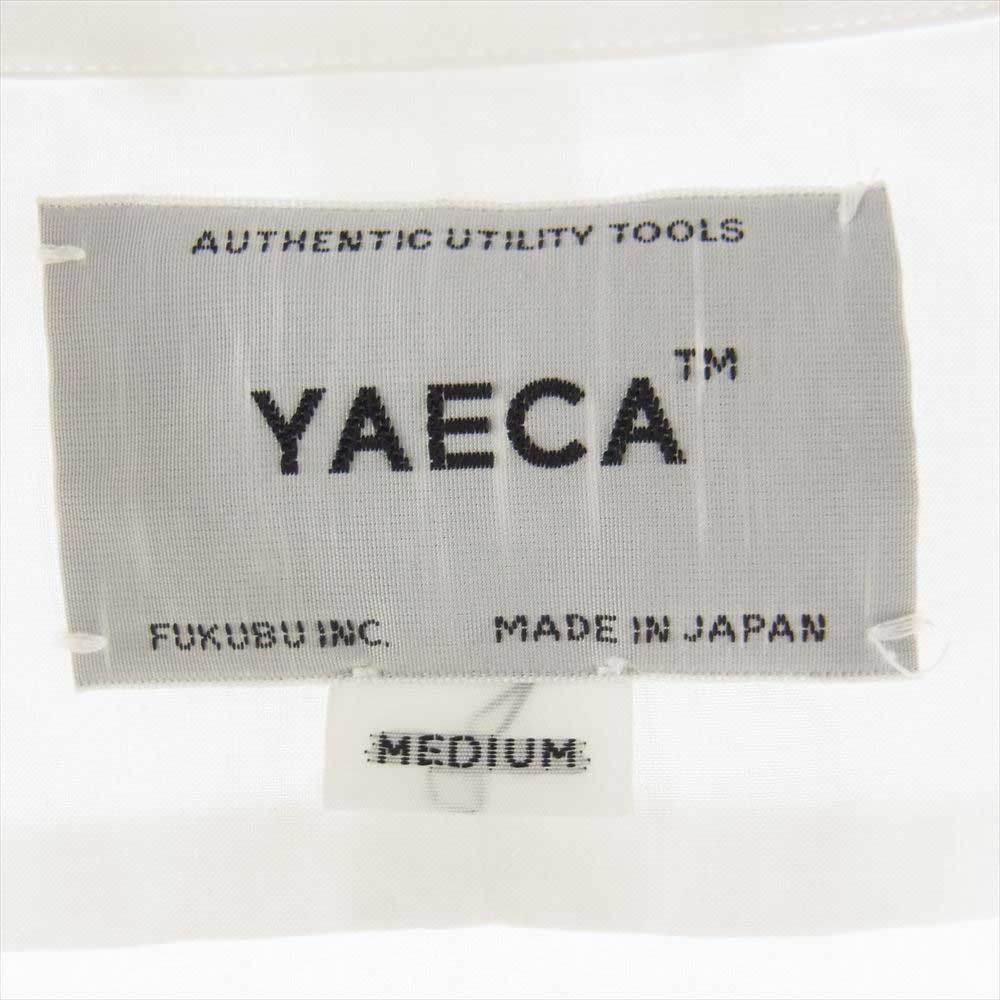 AUTHENTIC UTILITY TOOLS
YAECA™
FUKUBU INC. MADE IN JAPAN
MEDIUM